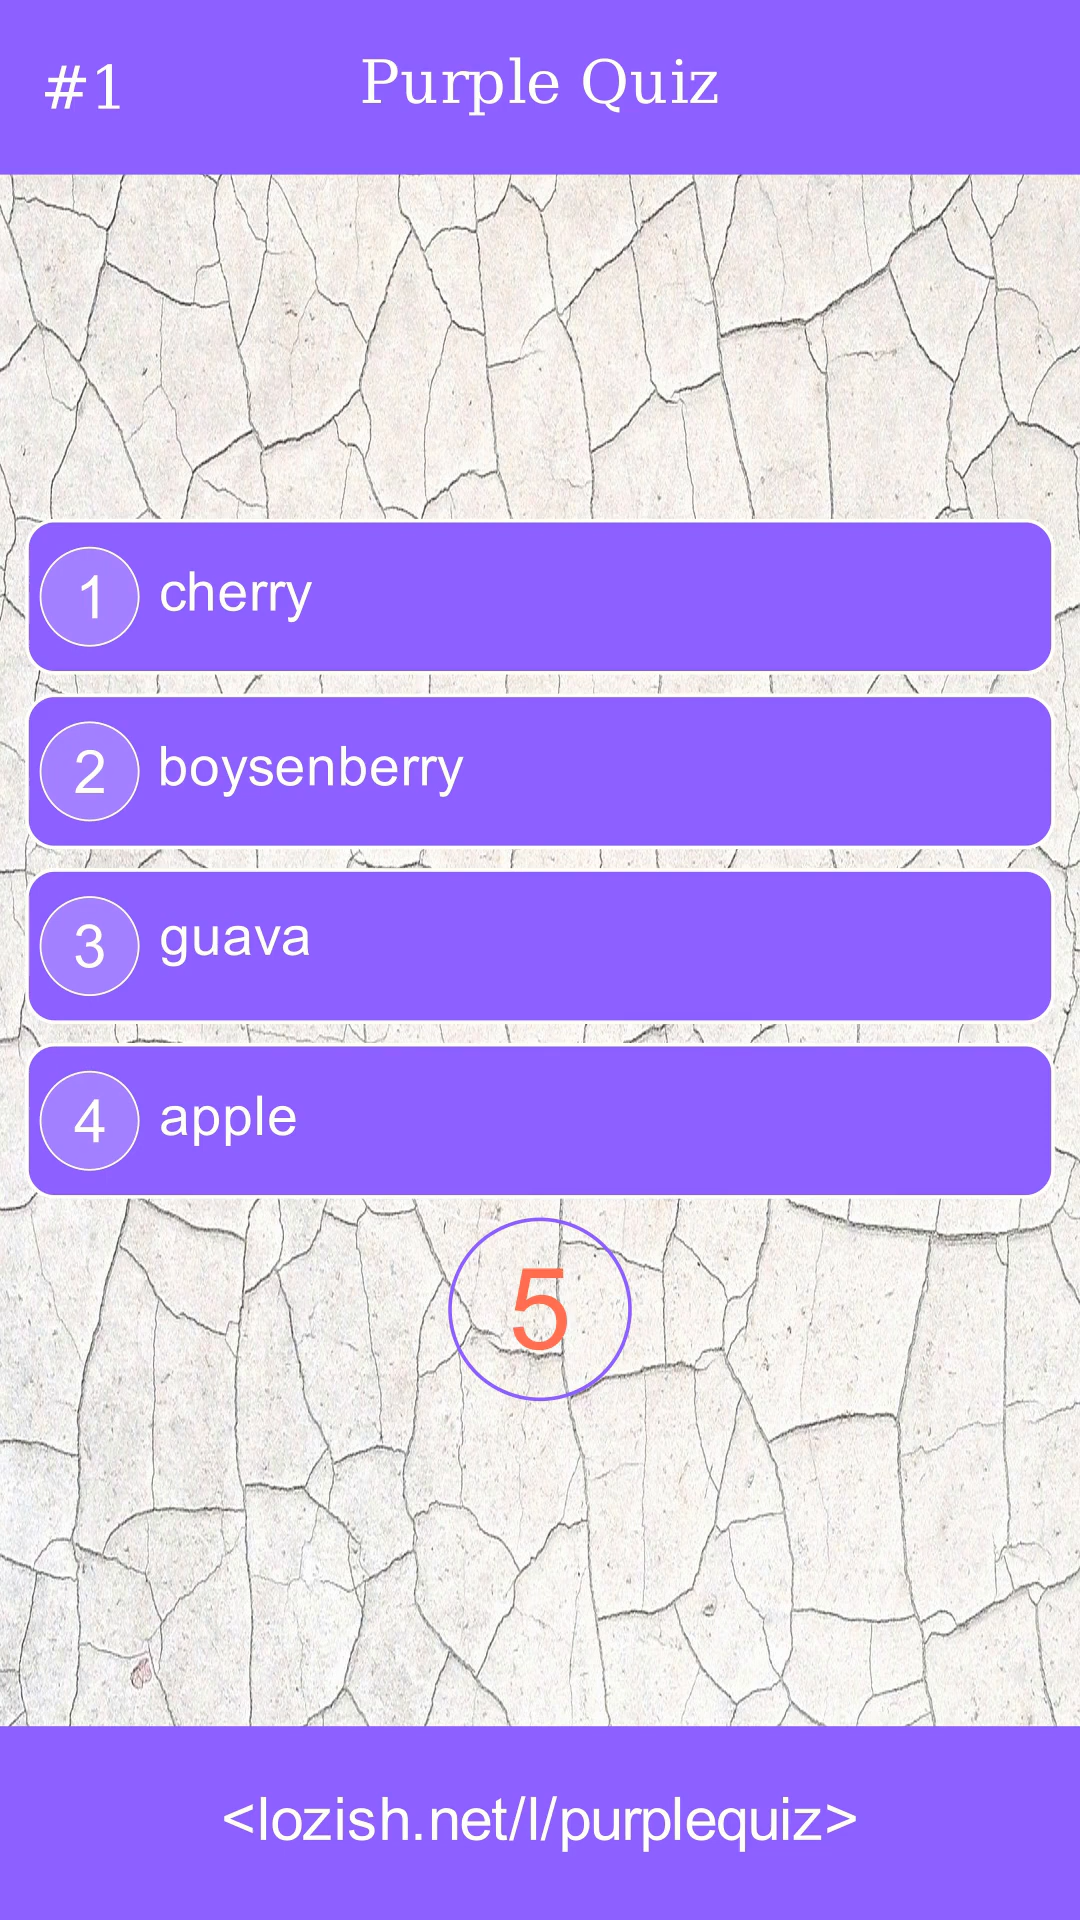 #1
Purple Quiz
1 cherry
2 boysenberry
3 guava
4 apple
5
<lozish.net/l/purplequiz>